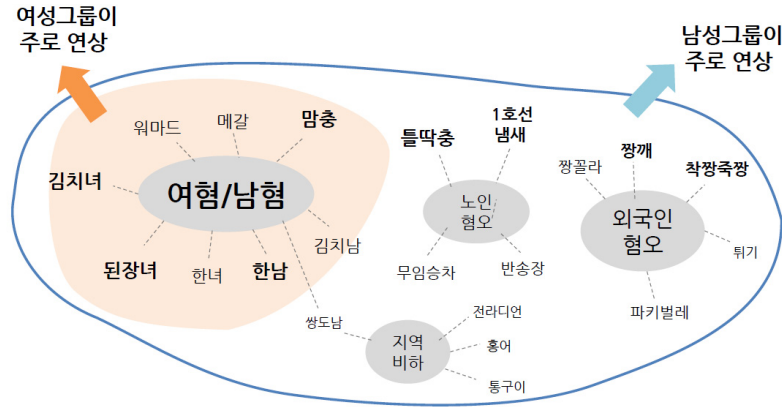 여성그룹이
주로 연상
남성그룹이
주로 연상
워마드
메갈
맘충
김치녀
여혐/남혐
된장녀
한녀
한남
김치남
쌍도남
틀딱충
1호선
냄새
노인
혐오
무임승차
반송장
짱꼴라
짱깨
착짱죽짱
외국인
혐오
튀기
파키벌레
지역
비하
전라디언
홍어
통구이